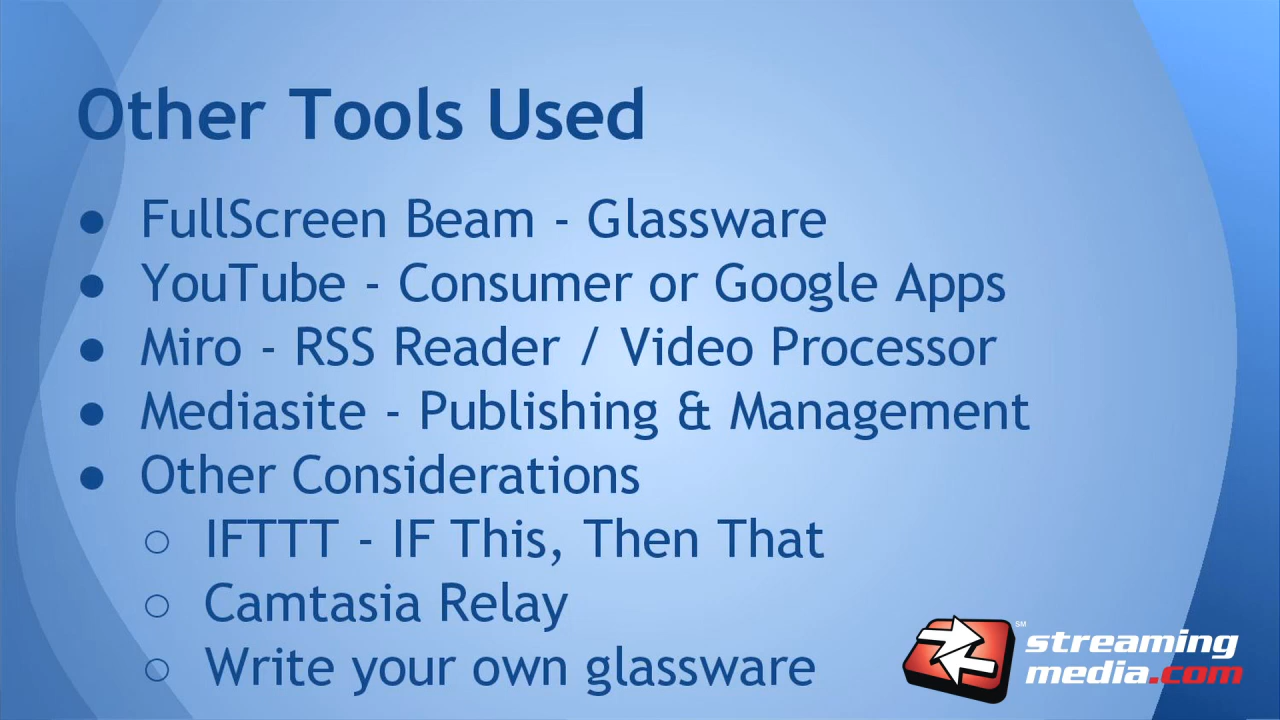 Other Tools Used
● FullScreen Beam - Glassware
● YouTube - Consumer or Google Apps
● Miro - RSS Reader / Video Processor
● Mediasite - Publishing & Management
● Other Considerations
○ IFTTT - IF This, Then That
○ Camtasia Relay
○ Write your own glassware
SM
streaming
media.com